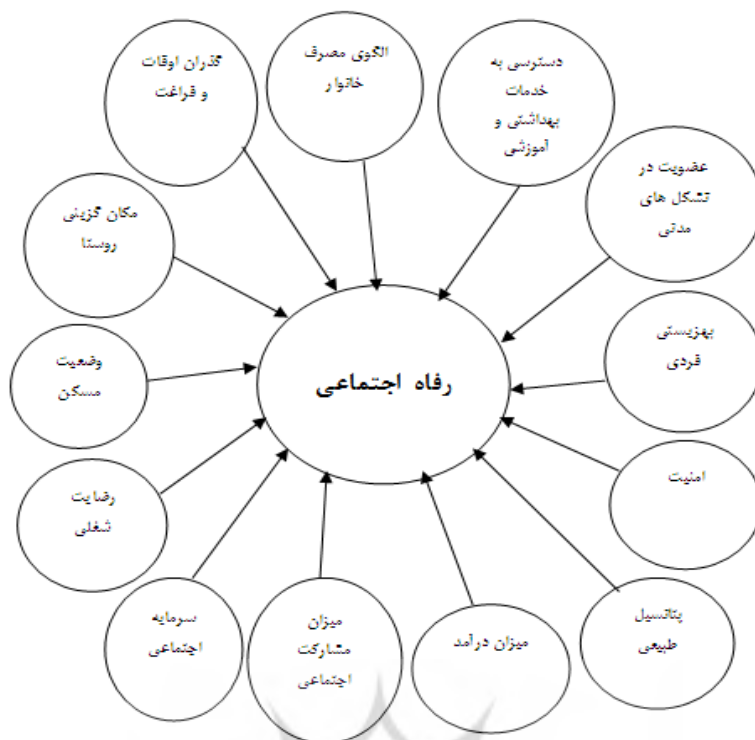 دسترسی به
خدمات
بهداشتی و
آموزشی
الگوی مصرف
خانوار
گذران اوقات
و فراغت
عضویت در
تشکل های
مدنی
مکان گزینی
روستا
بهزیستی
فردی
وضعیت
مسکن
رفاه اجتماعی
امنیت
رضایت
شغلی
پتانسیل
طبیعی
میزان درآمد
میزان
مشارکت
اجتماعی
سرمایه
اجتماعی